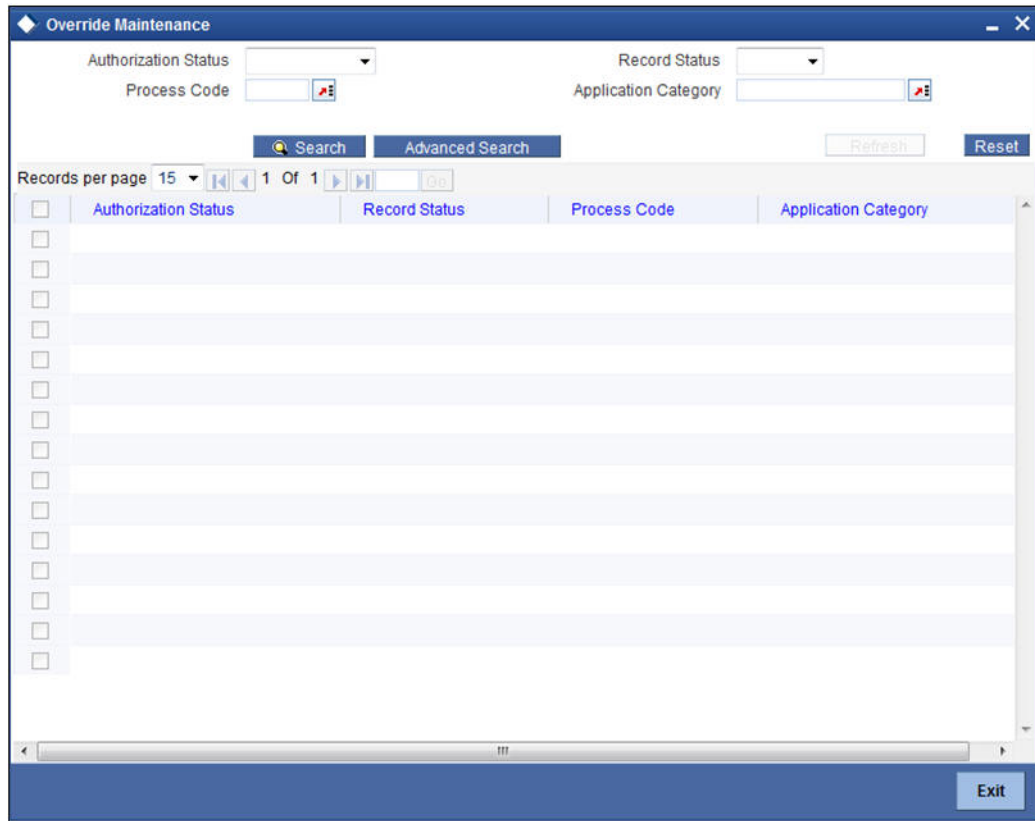 Override Maintenance
Authorization Status
Record Status
Process Code
Application Category
Search
Advanced Search
Refresh
Reset
Records per page 15 1 Of 1 Go
Authorization Status Record Status Process Code Application Category
Exit